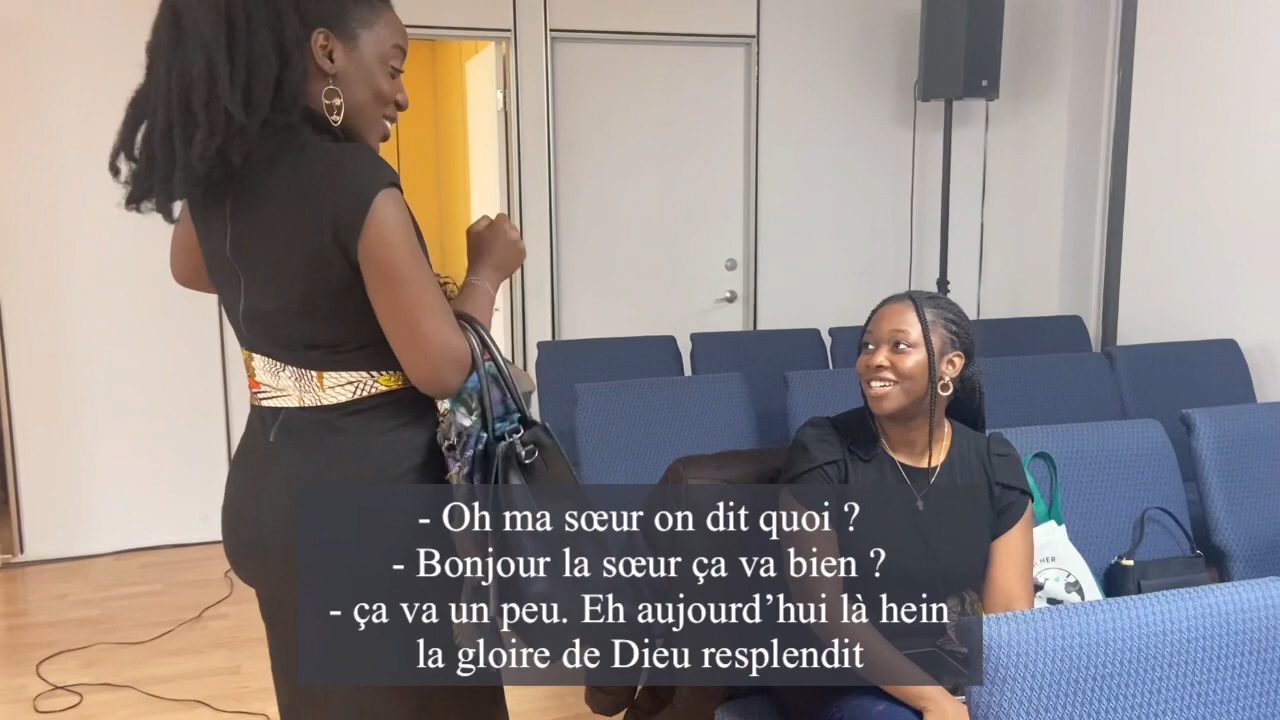 - Oh ma sœur on dit quoi ?
- Bonjour la sœur ça va bien ?
- ça va un peu. Eh aujourd’hui là hein
la gloire de Dieu resplendit
HER